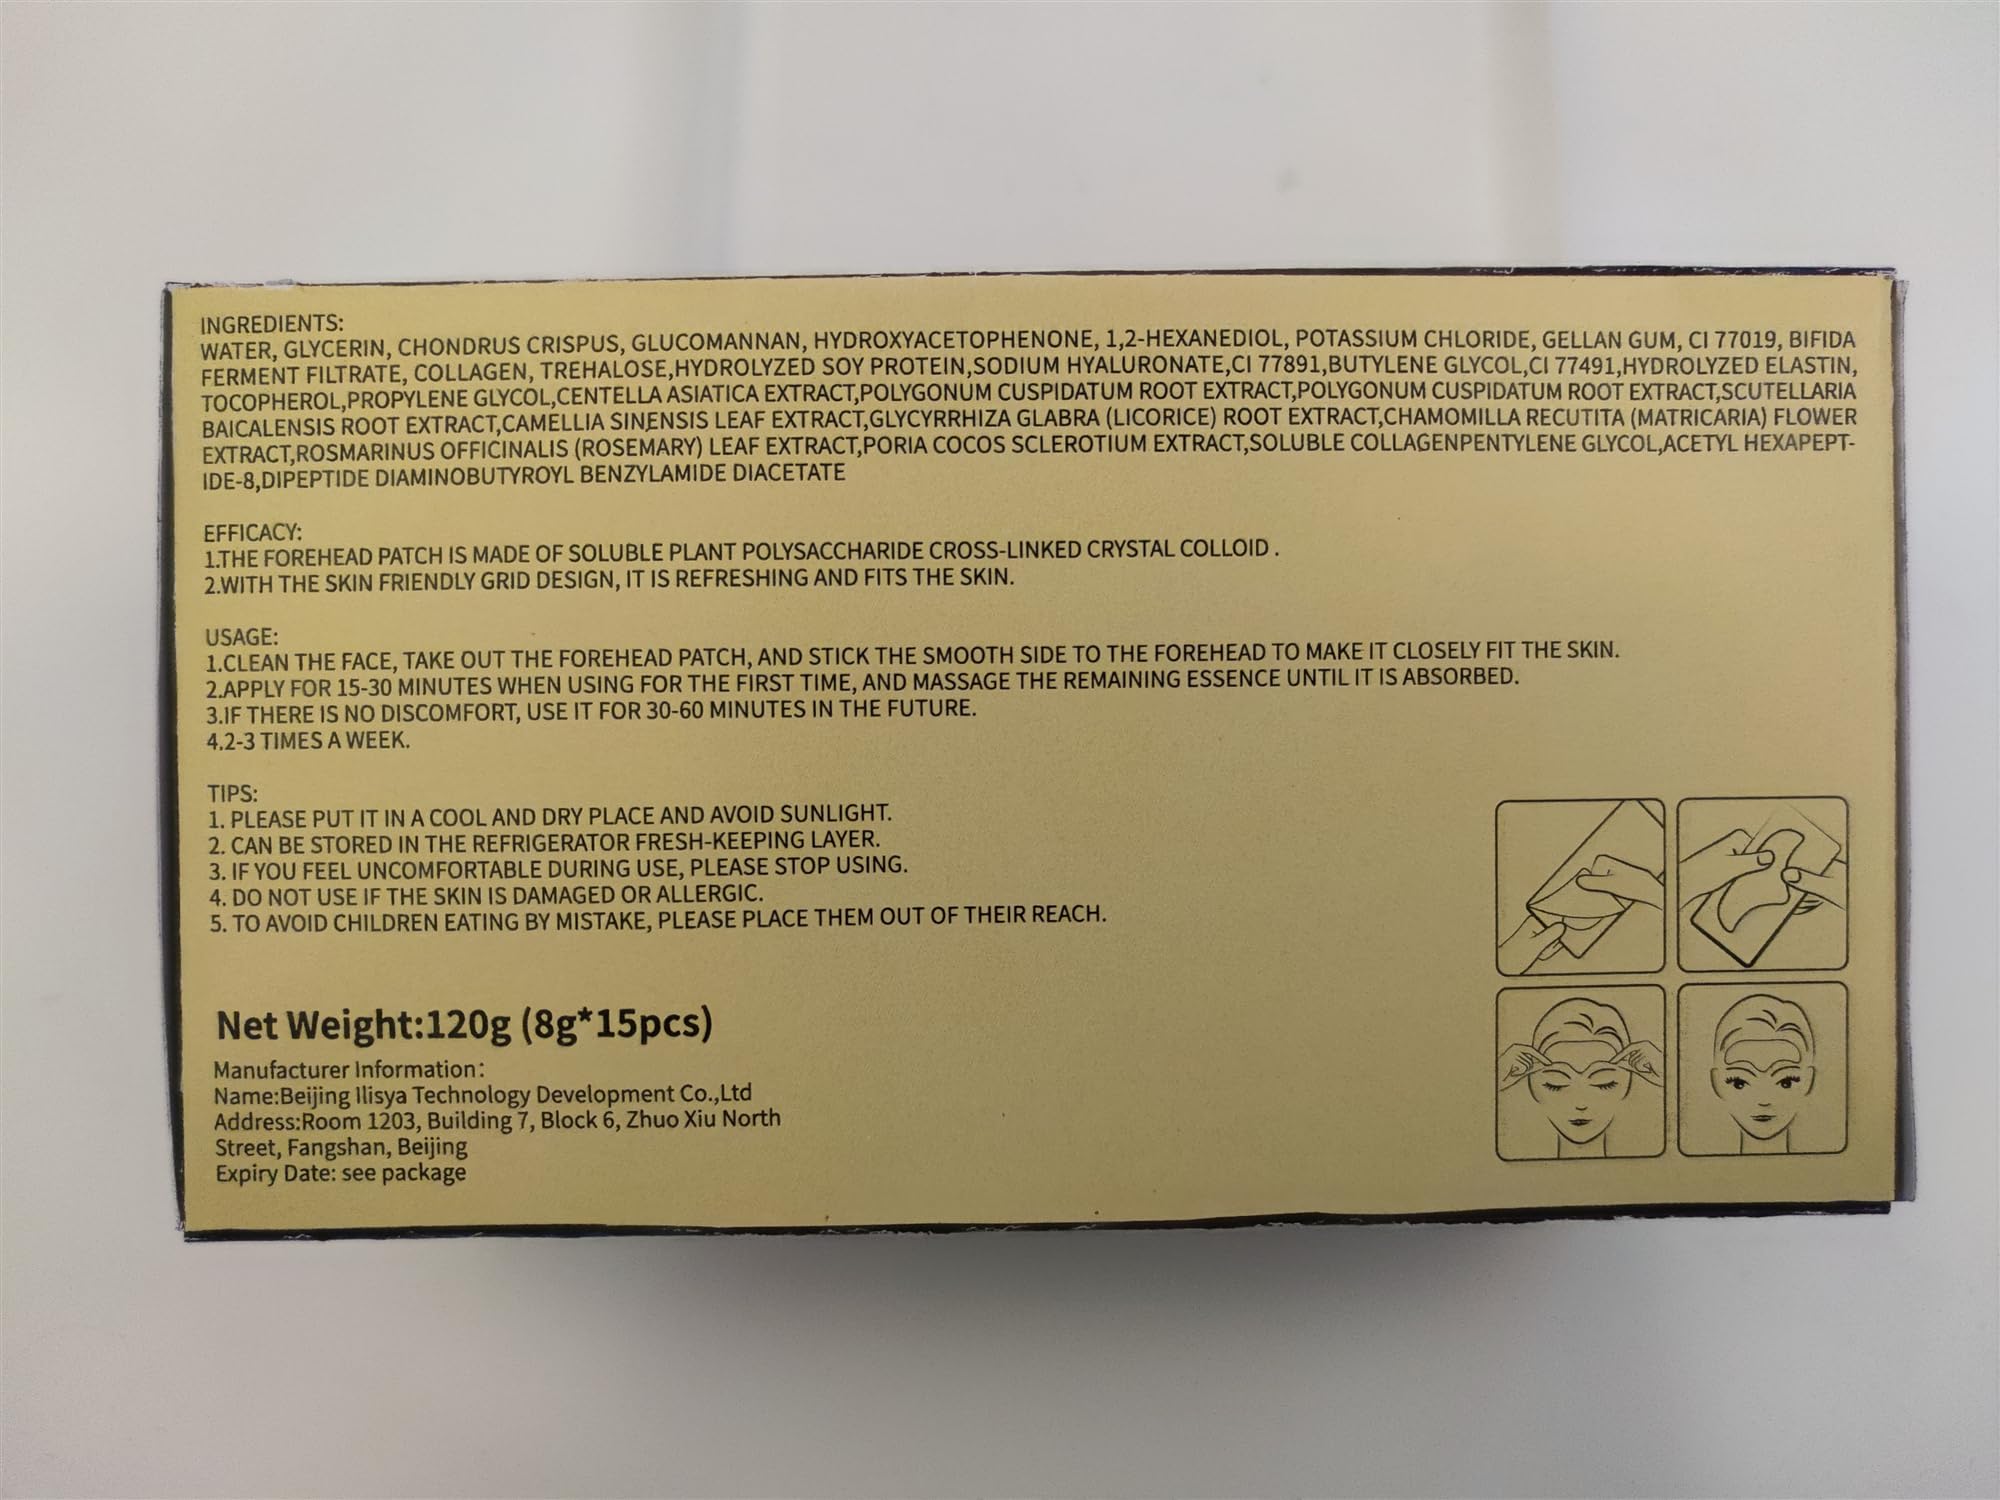 INGREDIENTS:
WATER, GLYCERIN, CHONDRUS CRISPUS, GLUCOMANNAN, HYDROXYACETOPHENONE, 1,2-HEXANEDIOL, POTASSIUM CHLORIDE, GELLAN GUM, CI 77019, BIFIDA
FERMENT FILTRATE, COLLAGEN, TREHALOSE,HYDROLYZED SOY PROTEIN,SODIUM HYALURONATE,CI 77891,BUTYLENE GLYCOL,CI 77491,HYDROLYZED ELASTIN,
TOCOPHEROL,PROPYLENE GLYCOL,CENTELLA ASIATICA EXTRACT,POLYGONUM CUSPIDATUM ROOT EXTRACT,POLYGONUM CUSPIDATUM ROOT EXTRACT,SCUTELLARIA
BAICALENSIS ROOT EXTRACT,CAMELLIA SINENSIS LEAF EXTRACT,GLYCYRRHIZA GLABRA (LICORICE) ROOT EXTRACT,CHAMOMILLA RECUTITA (MATRICARIA) FLOWER
EXTRACT,ROSMARINUS OFFICINALIS (ROSEMARY) LEAF EXTRACT,PORIA COCOS SCLEROTIUM EXTRACT,SOLUBLE COLLAGENPENTYLENE GLYCOL,ACETYL HEXAPEPT-
IDE-8,DIPEPTIDE DIAMINOBUTYROYL BENZYLAMIDE DIACETATE
EFFICACY:
1.THE FOREHEAD PATCH IS MADE OF SOLUBLE PLANT POLYSACCHARIDE CROSS-LINKED CRYSTAL COLLOID .
2.WITH THE SKIN FRIENDLY GRID DESIGN, IT IS REFRESHING AND FITS THE SKIN.
USAGE:
1.CLEAN THE FACE, TAKE OUT THE FOREHEAD PATCH, AND STICK THE SMOOTH SIDE TO THE FOREHEAD TO MAKE IT CLOSELY FIT THE SKIN.
2.APPLY FOR 15-30 MINUTES WHEN USING FOR THE FIRST TIME, AND MASSAGE THE REMAINING ESSENCE UNTIL IT IS ABSORBED.
3.IF THERE IS NO DISCOMFORT, USE IT FOR 30-60 MINUTES IN THE FUTURE.
4.2-3 TIMES A WEEK.
TIPS:
1. PLEASE PUT IT IN A COOL AND DRY PLACE AND AVOID SUNLIGHT.
2. CAN BE STORED IN THE REFRIGERATOR FRESH-KEEPING LAYER.
3. IF YOU FEEL UNCOMFORTABLE DURING USE, PLEASE STOP USING.
4. DO NOT USE IF THE SKIN IS DAMAGED OR ALLERGIC.
5. TO AVOID CHILDREN EATING BY MISTAKE, PLEASE PLACE THEM OUT OF THEIR REACH.
Net Weight:120g (8g*15pcs)
Manufacturer Information:
Name:Beijing Ilisya Technology Development Co.,Ltd
Address:Room 1203, Building 7, Block 6, Zhuo Xiu North
Street, Fangshan, Beijing
Expiry Date: see package